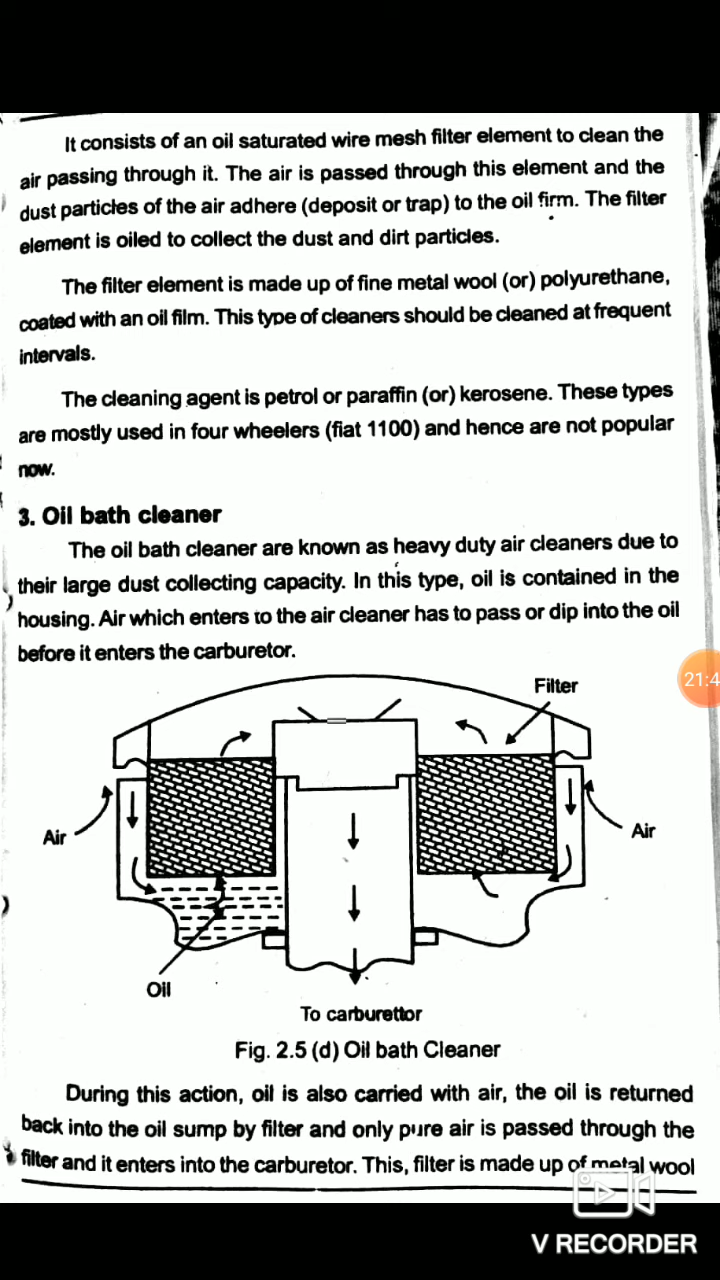 It consists of an oil saturated wire mesh filter element to clean the
air passing through it. The air is passed through this element and the
dust particles of the air adhere (deposit or trap) to the oil firm. The filter
element is oiled to collect the dust and dirt particles.
The filter element is made up of fine metal wool (or) polyurethane,
coated with an oil film. This type of cleaners should be cleaned at frequent
intervals.
The cleaning agent is petrol or paraffin (or) kerosene. These types
are mostly used in four wheelers (fiat 1100) and hence are not popular
now.
3. Oil bath cleaner
The oil bath cleaner are known as heavy duty air cleaners due to
their large dust collecting capacity. In this type, oil is contained in the
housing. Air which enters to the air cleaner has to pass or dip into the oil
before it enters the carburetor.
Filter
21:4
Air
Air
Oil
To carburettor
Fig. 2.5 (d) Oil bath Cleaner
During this action, oil is also carried with air, the oil is returned
back into the oil sump by filter and only pure air is passed through the
filter and it enters into the carburetor. This, filter is made up of metal wool
V RECORDER